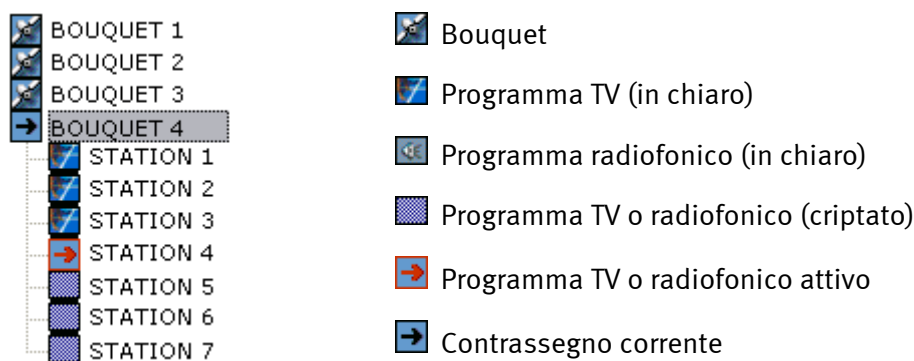 BOUQUET 1
BOUQUET 2
BOUQUET 3
BOUQUET 4
STATION 1
STATION 2
STATION 3
STATION 4
STATION 5
STATION 6
STATION 7
Bouquet
Programma TV (in chiaro)
Programma radiofonico (in chiaro)
Programma TV o radiofonico (criptato)
Programma TV o radiofonico attivo
Contrassegno corrente